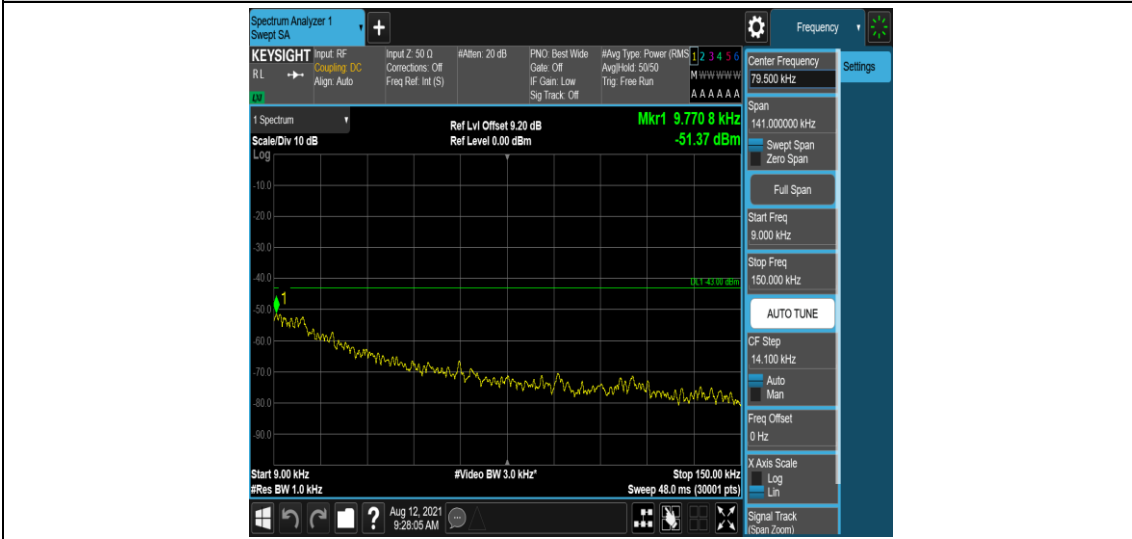 Spectrum Analyzer 1
Swept SA
+
Frequency
KEYSIGHT
RL
Input: RF
Coupling: DC
Align: Auto
Input Z: 50 Ω
Corrections: Off
Freq Ref: Int (S)
#Atten: 20 dB
PNO: Best Wide
Gate: Off
IF Gain: Low
Sig Track: Off
#Avg Type: Power (RMS
Avg|Hold: 50/50
Trig: Free Run
1 2 3 4 5 6
M W W W W W
A A A A A A
1 Spectrum
Scale/Div 10 dB
Log
Ref Lvl Offset 9.20 dB
Ref Level 0.00 dBm
Mkr1 9.770 8 kHz
-51.37 dBm
-10.0
-20.0
-30.0
-40.0
-50.0
-60.0
-70.0
-80.0
-90.0
DL1 -43.00 dBm
1
Start 9.00 kHz
#Res BW 1.0 kHz
#Video BW 3.0 kHz*
Stop 150.00 kHz
Sweep 48.0 ms (30001 pts)
?
Aug 12, 2021
9:28:05 AM
Center Frequency
79.500 kHz
Settings
Span
141.000000 kHz
Swept Span
Zero Span
Full Span
Start Freq
9.000 kHz
Stop Freq
150.000 kHz
AUTO TUNE
CF Step
14.100 kHz
Auto
Man
Freq Offset
0 Hz
X Axis Scale
Log
Lin
Signal Track
(Span Zoom)